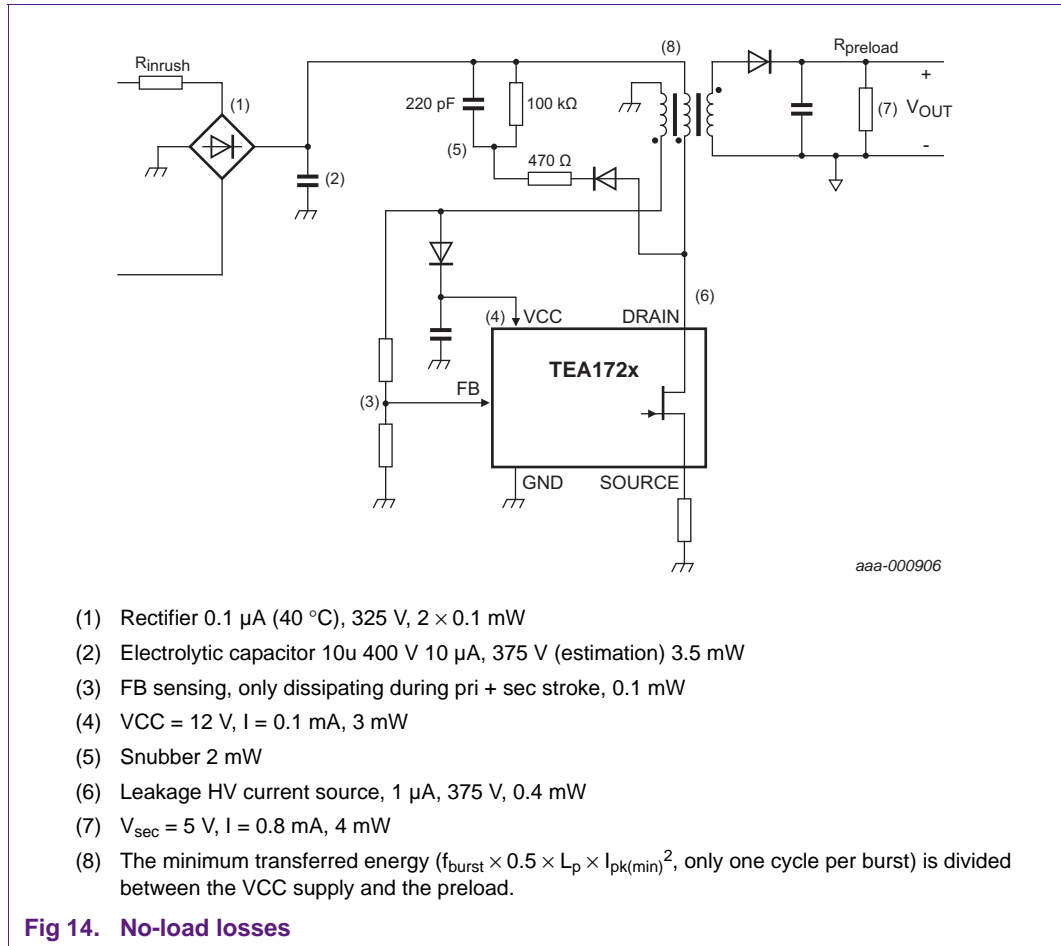 Rinrush
(1)
(2)
220 pF
100 kΩ
(5)
470 Ω
(8)
Rpreload
+
(7)
VOUT
-
(6)
(4)
VCC
DRAIN
TEA172x
(3)
FB
GND
SOURCE
aaa-000906
(1) Rectifier 0.1 μA (40 °C), 325 V, 2 × 0.1 mW
(2) Electrolytic capacitor 10u 400 V 10 μA, 375 V (estimation) 3.5 mW
(3) FB sensing, only dissipating during pri + sec stroke, 0.1 mW
(4) VCC = 12 V, I = 0.1 mA, 3 mW
(5) Snubber 2 mW
(6) Leakage HV current source, 1 μA, 375 V, 0.4 mW
(7) Vsec = 5 V, I = 0.8 mA, 4 mW
(8) The minimum transferred energy (fburst × 0.5 × Lp × Ipk(min)2, only one cycle per burst) is divided
between the VCC supply and the preload.
Fig 14. No-load losses